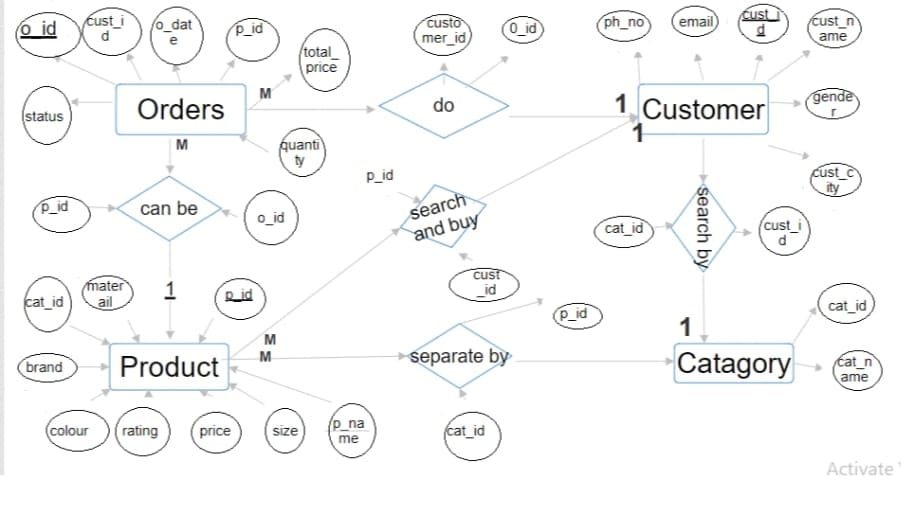 o_id
cust_i
d
o_dat
e
p_id
total_
price
custo
mer_id
O_id
ph_no
email
cust_i
d
cust_n
ame
status
Orders
M
do
1
Customer
1
gende
r
M
quanti
ty
p_id
cust_c
ity
p_id
can be
o_id
search
and buy
cat_id
search by
cust_i
d
cat_id
mater
ail
1
p_id
cust
_id
p_id
cat_id
brand
Product
M
M
separate by
1
Catagory
cat_n
ame
colour
rating
price
size
p_na
me
cat_id
Activate